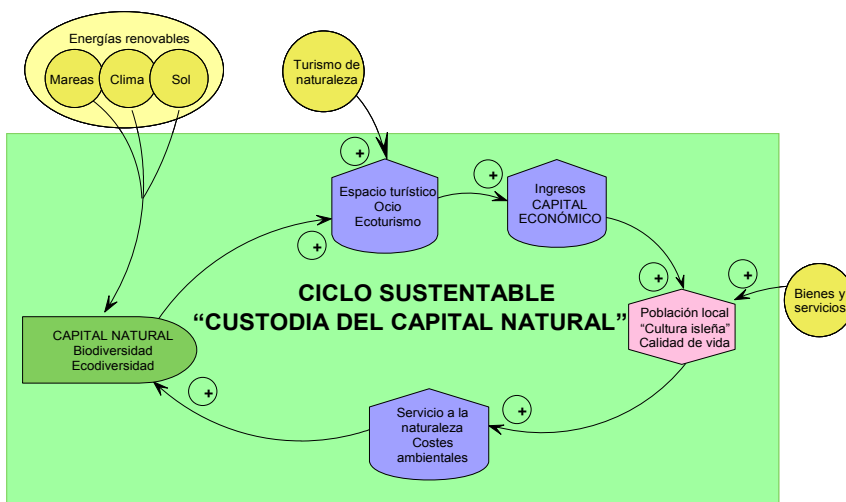 Energías renovables
Mareas
Clima
Sol
Turismo de
naturaleza
+
+
Espacio turístico
Ocio
Ecoturismo
Ingresos
CAPITAL
ECONÓMICO
+
+
+
CICLO SUSTENTABLE
“CUSTODIA DEL CAPITAL NATURAL”
Población local
“Cultura isleña”
Calidad de vida
Bienes y
servicios
CAPITAL NATURAL
Biodiversidad
Ecodiversidad
+
+
Servicio a la
naturaleza
Costes
ambientales